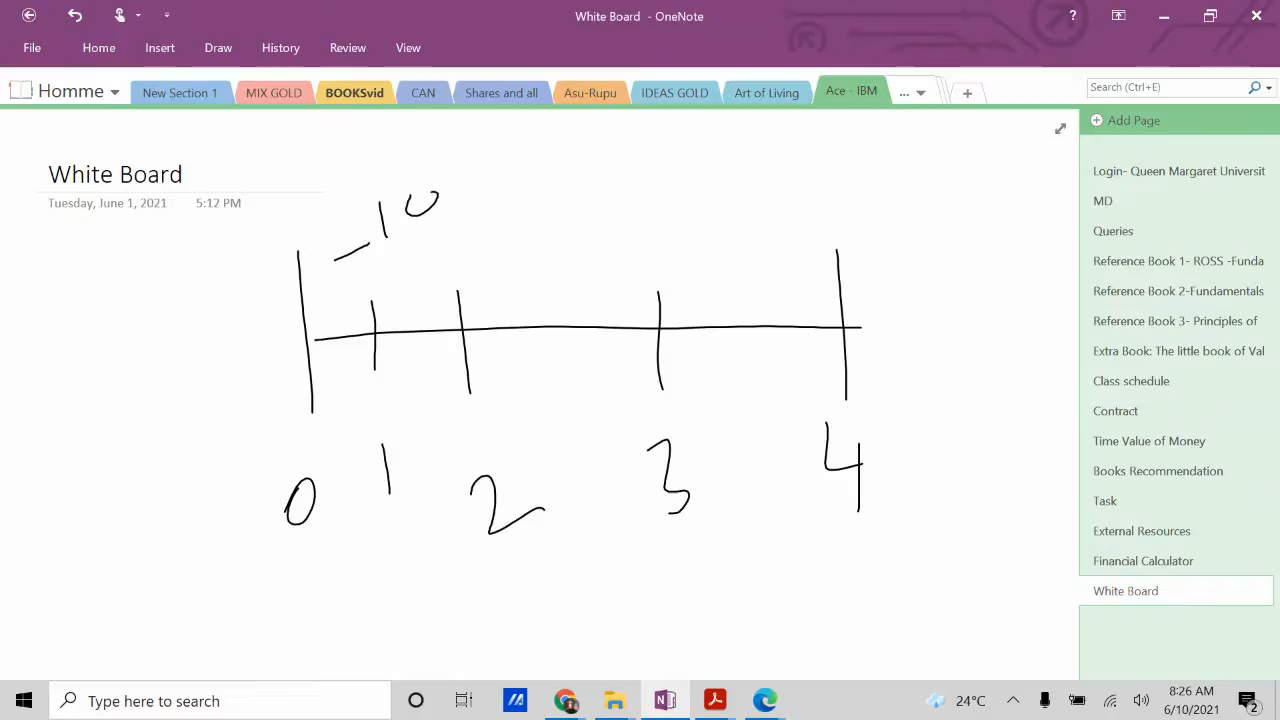 White Board - OneNote
?
File Home Insert Draw History Review View
Homme New Section 1 MIX GOLD BOOKSvid CAN Shares and all Asu-Rupu IDEAS GOLD Art of Living Ace - IBM ... +
Search (Ctrl+E)
Add Page
White Board
Tuesday, June 1, 2021 5:12 PM
Login- Queen Margaret Universit
MD
Queries
Reference Book 1- ROSS -Funda
Reference Book 2-Fundamentals
Reference Book 3- Principles of
Extra Book: The little book of Val
Class schedule
Contract
Time Value of Money
Books Recommendation
Task
External Resources
Financial Calculator
White Board
-10
0 1 2 3 4
Type here to search
24°C
8:26 AM
6/10/2021
2